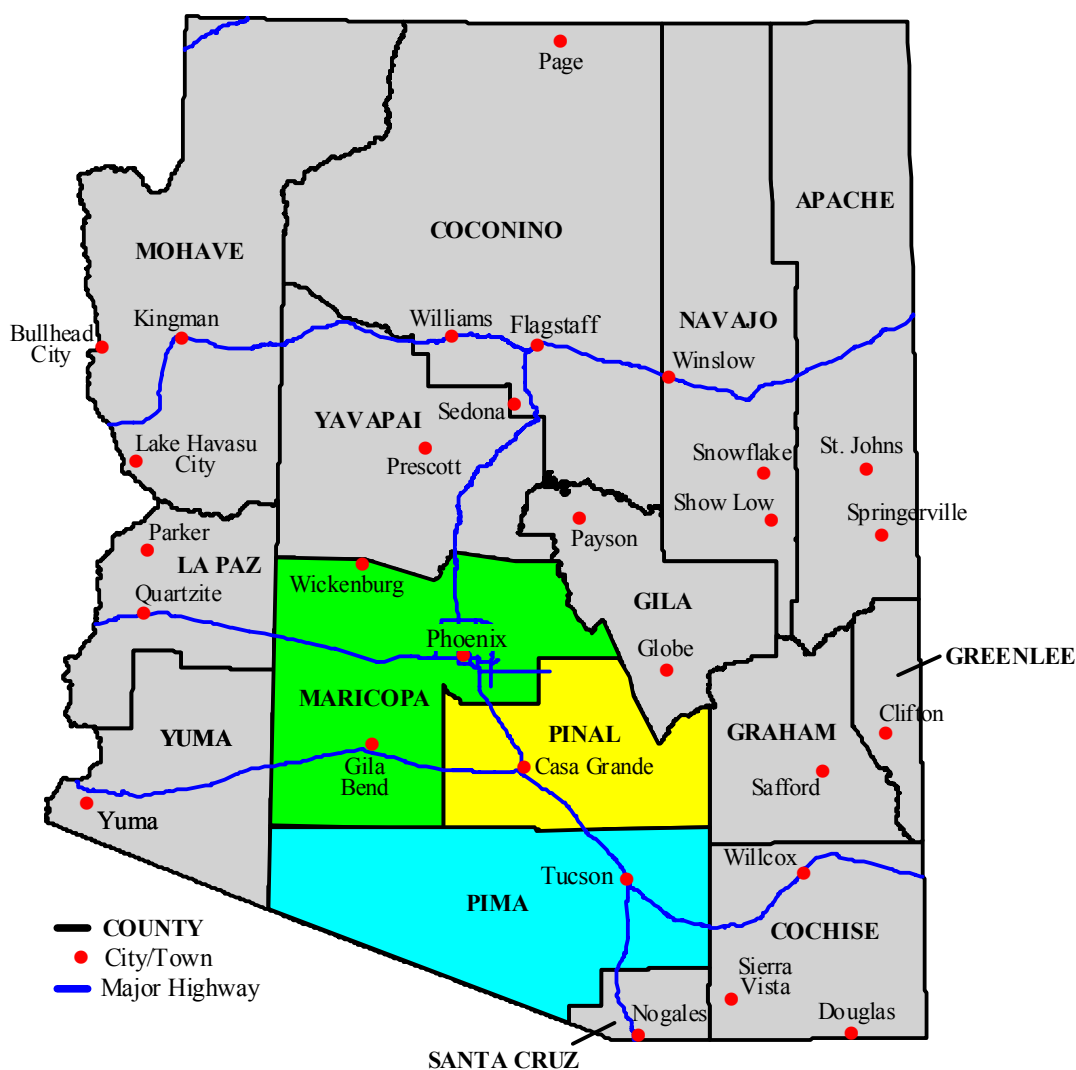 Page
APACHE
COCONINO
MOHAVE
Bullhead
City
Kingman
Williams
Flagstaff
NAVAJO
Winslow
Sedona
YAVAPAI
Prescott
Lake Havasu
City
Snowflake
St. Johns
Show Low
Springerville
Payson
Parker
LA PAZ
Wickenburg
Quartzite
GILA
Phoenix
Globe
GREENLEE
MARICOPA
Clifton
YUMA
PINAL
GRAHAM
Gila
Bend
Casa Grande
Safford
Yuma
Willcox
Tucson
PIMA
COCHISE
COUNTY
City/Town
Major Highway
Sierra
Vista
Nogales
Douglas
SANTA CRUZ